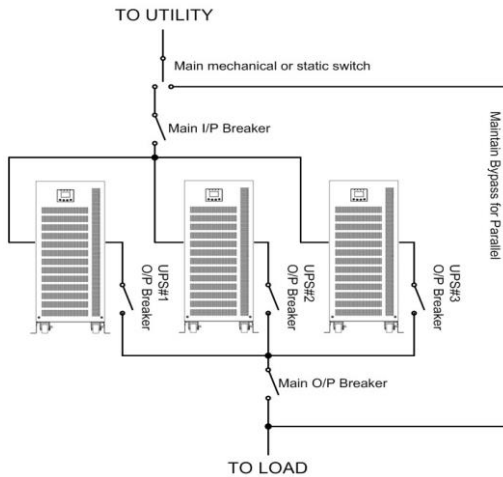 TO UTILITY
Main mechanical or static switch
Main I/P Breaker
Maintain Bypass for Parallel
UPS#1
O/P Breaker
UPS#2
O/P Breaker
UPS#3
O/P Breaker
Main O/P Breaker
TO LOAD